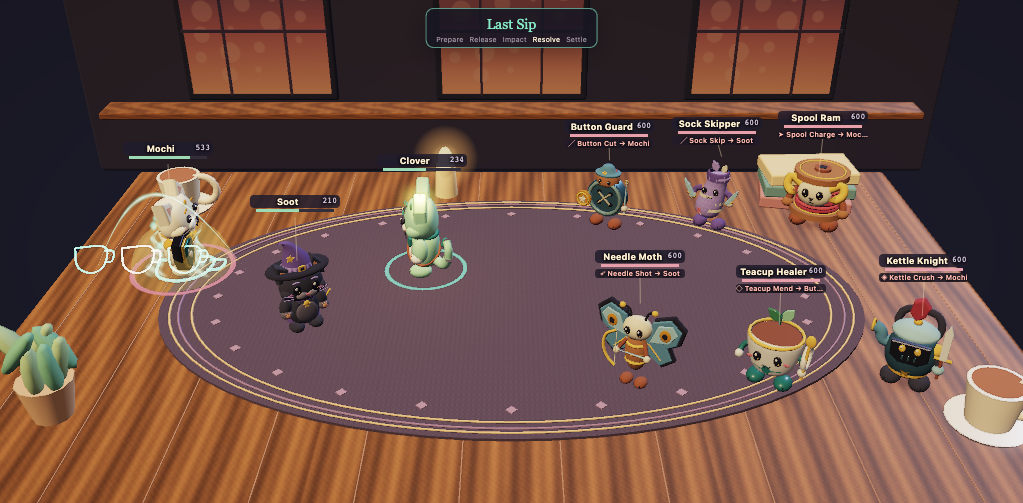 Last Sip
Prepare Release Impact Resolve Settle
Mochi 533
Soot 210
Clover 234
Button Guard 600
Button Cut → Mochi
Sock Skipper 600
Sock Skip → Soot
Spool Ram 600
Spool Charge → Moc...
Needle Moth 600
Needle Shot → Soot
Teacup Healer 600
Teacup Mend → But...
Kettle Knight 600
Kettle Crush → Mochi